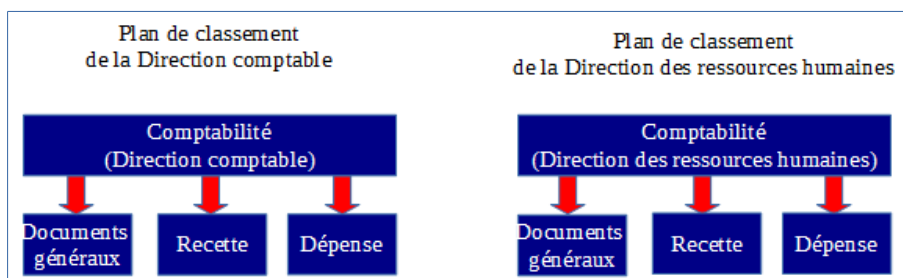 Plan de classement
de la Direction comptable
Comptabilité
(Direction comptable)
Documents
généraux
Recette
Dépense
Plan de classement
de la Direction des ressources humaines
Comptabilité
(Direction des ressources humaines)
Documents
généraux
Recette
Dépense